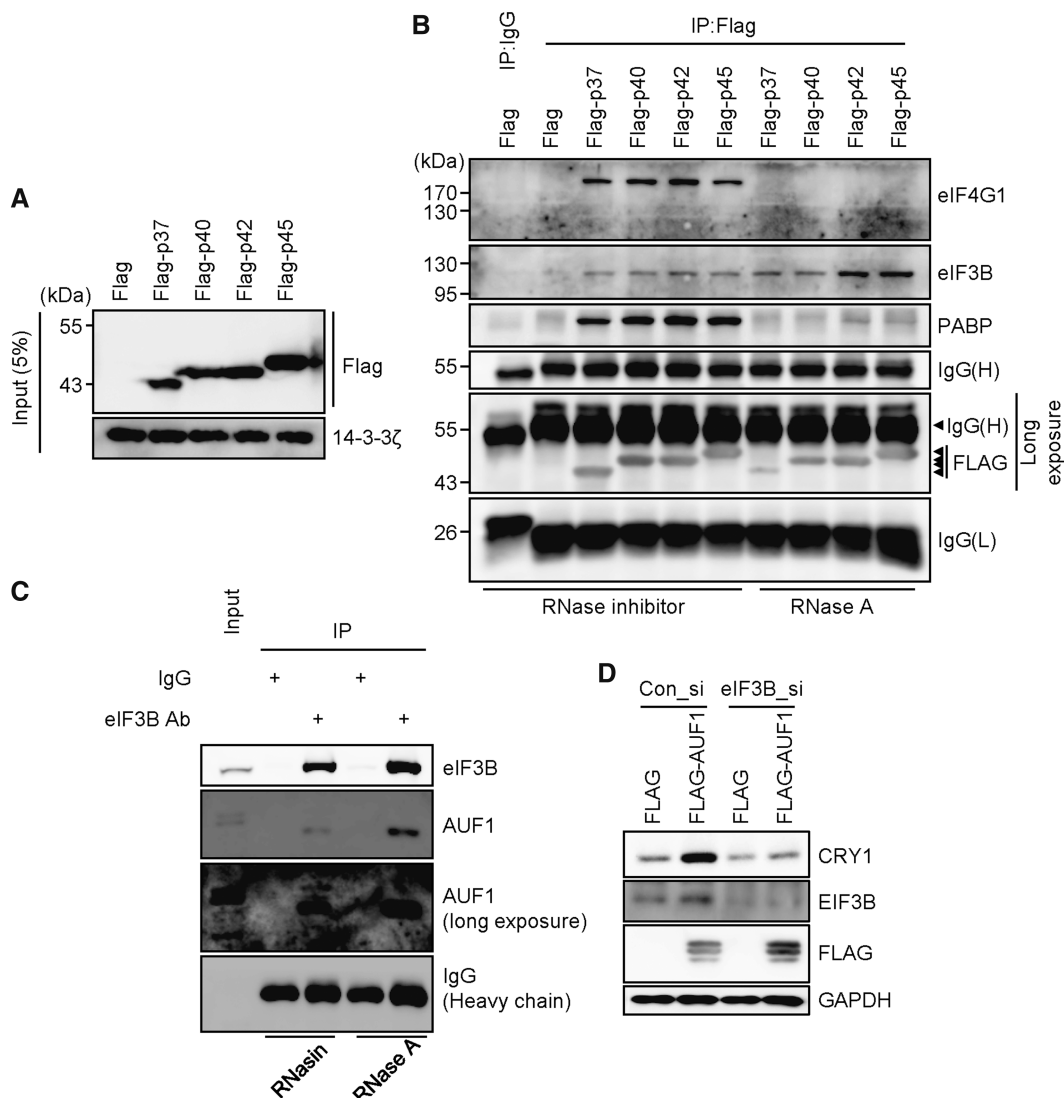 A
(kDa)
Flag
Flag-p37
Flag-p40
Flag-p42
Flag-p45
Input (5%)
55
43
Flag
14-3-3ζ
B
IP:IgG
IP:Flag
Flag
Flag
Flag-p37
Flag-p40
Flag-p42
Flag-p45
Flag-p37
Flag-p40
Flag-p42
Flag-p45
(kDa)
170
130
eIF4G1
130
95
eIF3B
PABP
55
IgG(H)
55
43
IgG(H)
FLAG
Long
exposure
26
IgG(L)
RNase inhibitor
RNase A
C
Input
IP
IgG
+
+
eIF3B Ab
+
+
eIF3B
AUF1
AUF1
(long exposure)
IgG
(Heavy chain)
RNasin
RNase A
D
Con_si
eIF3B_si
FLAG
FLAG-AUF1
FLAG
FLAG-AUF1
CRY1
EIF3B
FLAG
GAPDH